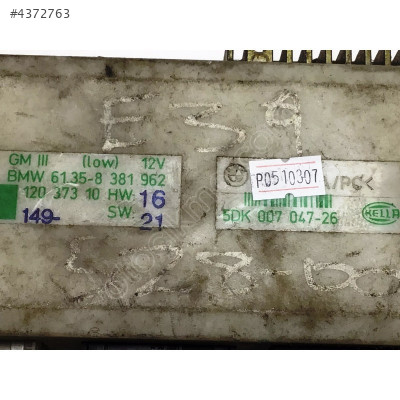 #4372763
E39
GM III (low) 12V
BMW 61.35-8 381 962
120 373 10 HW: 16
149- SW: 21
P0510307
5DK 007 047-26
HELLA